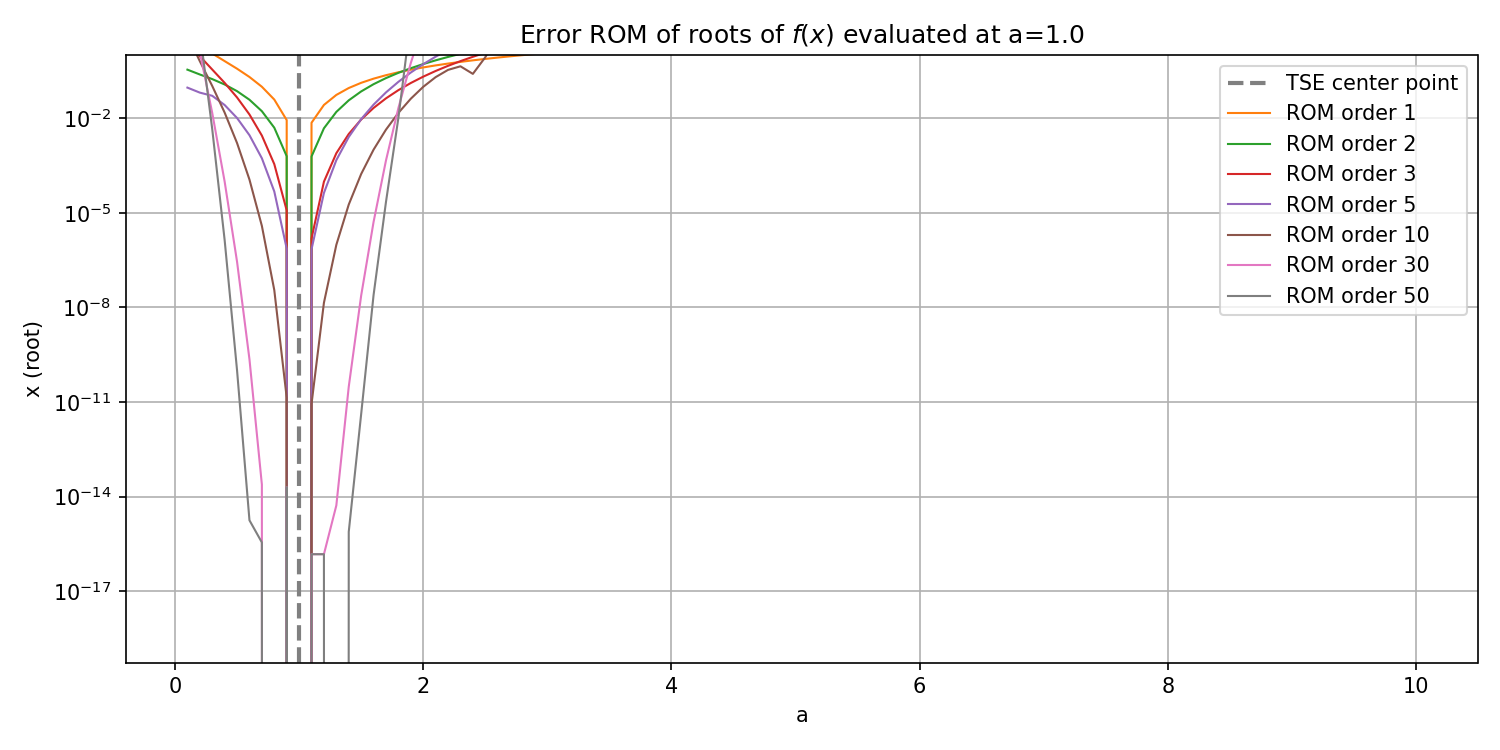 Error ROM of roots of f(x) evaluated at a=1.0
TSE center point
ROM order 1
ROM order 2
ROM order 3
ROM order 5
ROM order 10
ROM order 30
ROM order 50
x (root)
10⁻²
10⁻⁵
10⁻⁸
10⁻¹¹
10⁻¹⁴
10⁻¹⁷
0 2 4 6 8 10
a